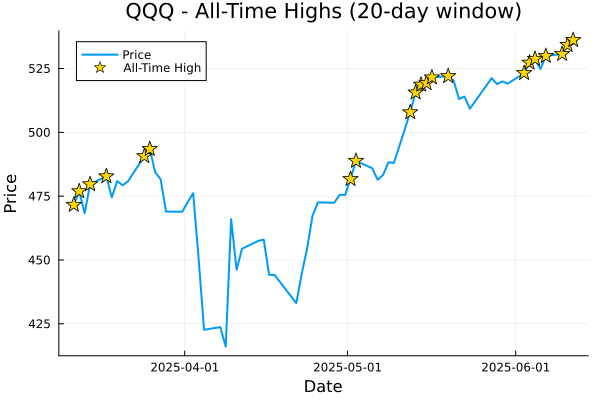 QQQ - All-Time Highs (20-day window)
Price
All-Time High
525
500
475
450
425
Price
2025-04-01
2025-05-01
2025-06-01
Date